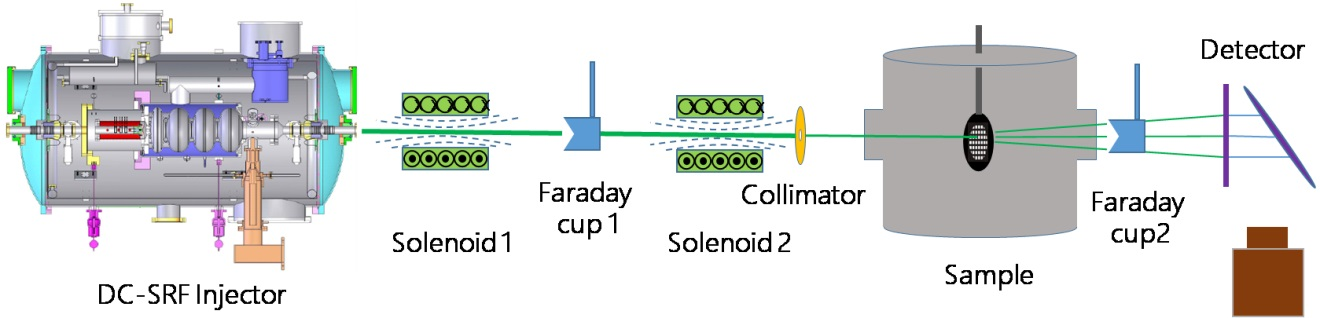 Detector
Faraday
cup 1
Collimator
Faraday
cup2
Solenoid 1
Solenoid 2
Sample
DC-SRF Injector